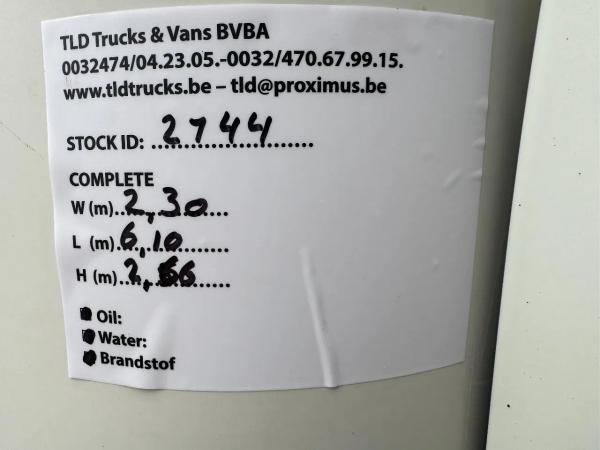 TLD Trucks & Vans BVBA
0032474/04.23.05.-0032/470.67.99.15.
www.tldtrucks.be – tld@proximus.be
STOCK ID: 2744
COMPLETE
W (m)..2,30....
L (m).6,10........
H (m)..2,66.......
Oil:
Water:
Brandstof